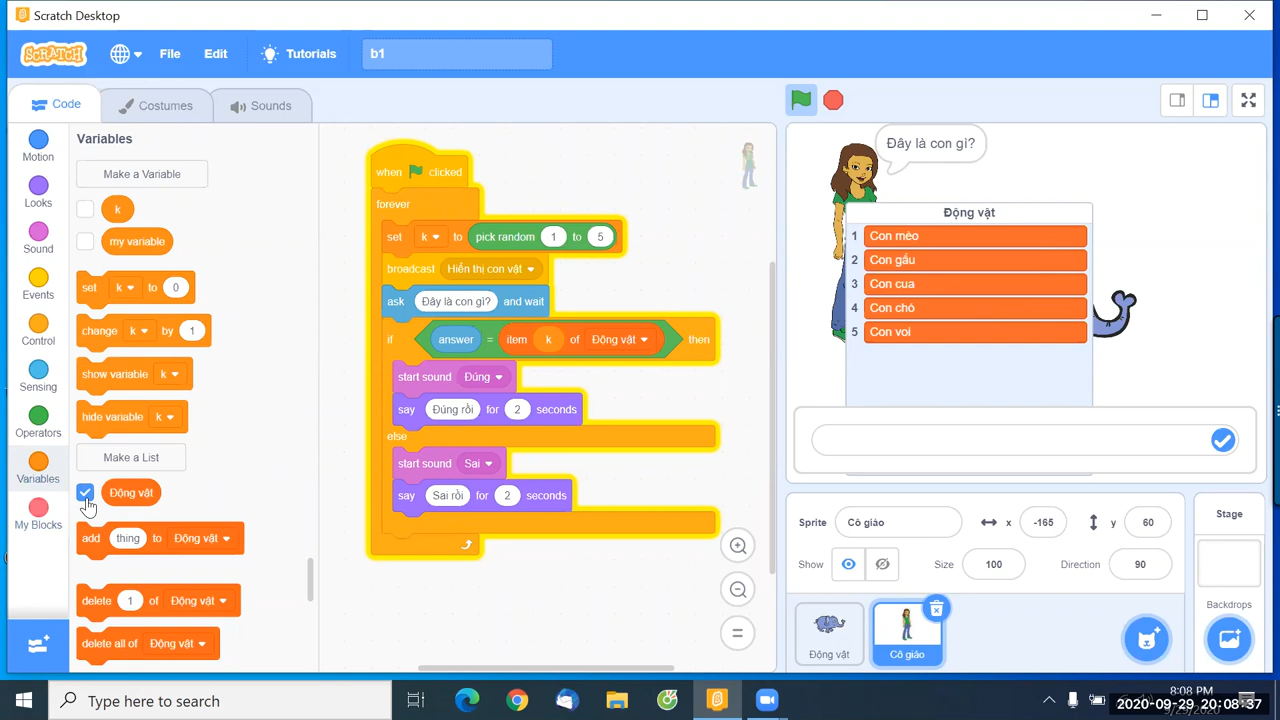 Scratch Desktop
SCRATCH File Edit Tutorials b1
Code Costumes Sounds
Motion
Looks
Sound
Events
Control
Sensing
Operators
Variables
My Blocks
Variables
Make a Variable
k
my variable
set k to 0
change k by 1
show variable k
hide variable k
Make a List
Động vật
add thing to Động vật
delete 1 of Động vật
delete all of Động vật
when clicked
forever
set k to pick random 1 to 5
broadcast Hiển thị con vật
ask Đây là con gì? and wait
if answer = item k of Động vật then
start sound Đúng
say Đúng rồi for 2 seconds
else
start sound Sai
say Sai rồi for 2 seconds
Đây là con gì?
Động vật
1 Con mèo
2 Con gấu
3 Con cua
4 Con chó
5 Con voi
Sprite Cô giáo x -165 y 60
Show Size 100 Direction 90
Động vật
Cô giáo
Stage
Backdrops
Type here to search
8:08 PM
2020-09-29 20:08:37